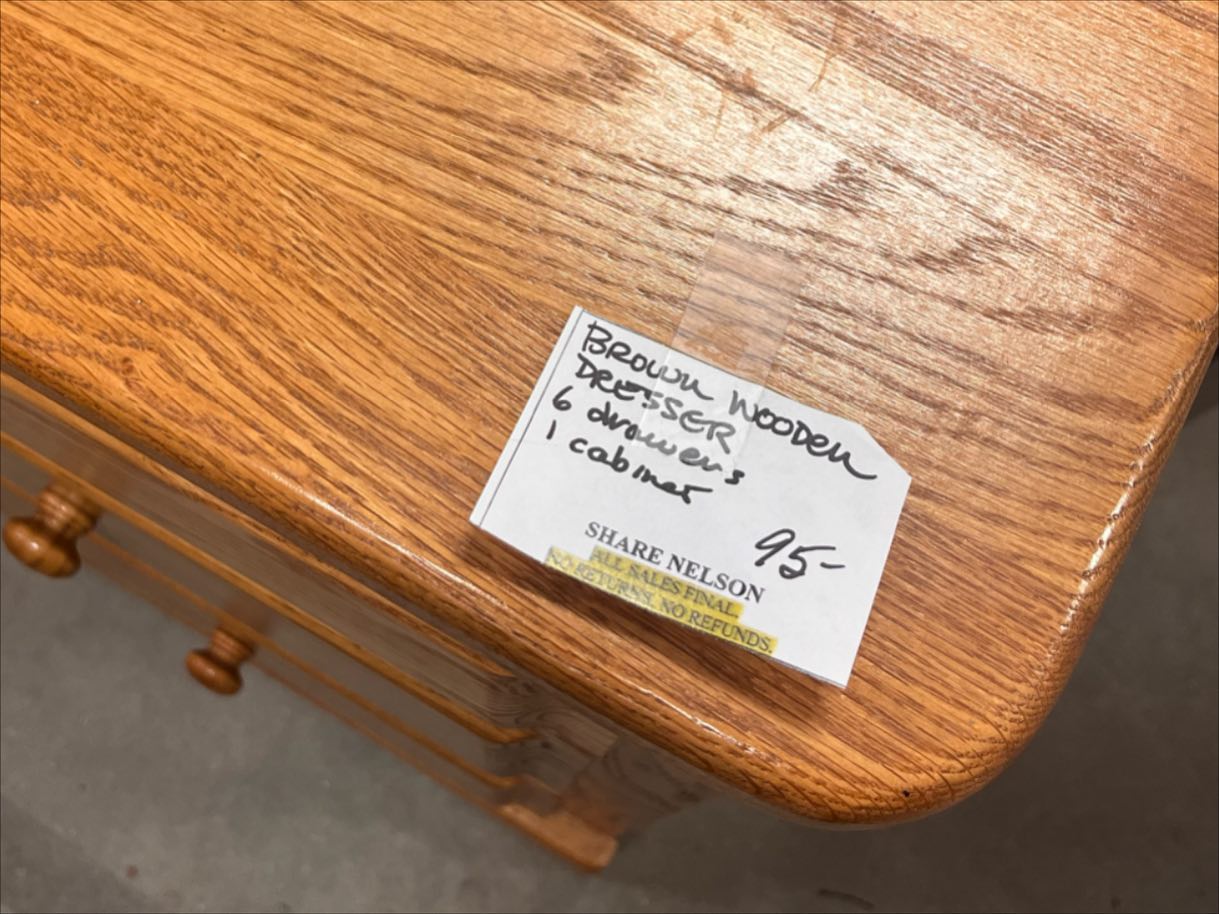 BROWN WOODEN
DRESSER
6 drawers
1 cabinet
95-
SHARE NELSON
ALL SALES FINAL.
NO RETURNS, NO REFUNDS.